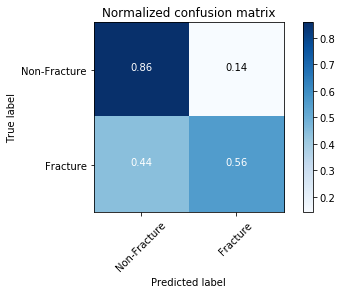 Normalized confusion matrix
True label
Non-Fracture
0.86
0.14
Fracture
0.44
0.56
Non-Fracture
Fracture
Predicted label
0.8
0.7
0.6
0.5
0.4
0.3
0.2